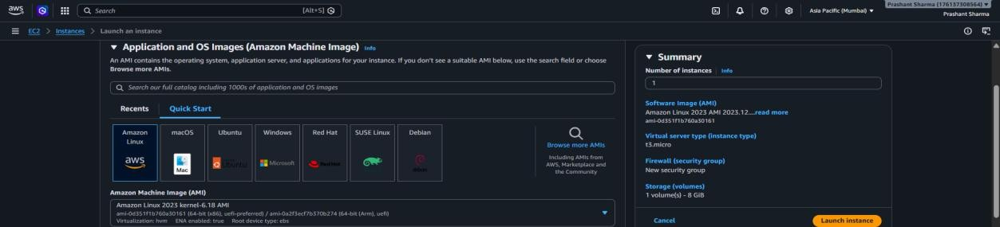 aws
Search
[Alt+S]
Asia Pacific (Mumbai)
Prashant Sharma (176137308564)
Prashant Sharma
EC2 > Instances > Launch an instance
Application and OS Images (Amazon Machine Image) Info
An AMI contains the operating system, application server, and applications for your instance. If you don't see a suitable AMI below, use the search field or choose
Browse more AMIs.
Search our full catalog including 1000s of application and OS images
Recents
Quick Start
Amazon
Linux
aws
macOS
Mac
Ubuntu
Ubuntu
Windows
Microsoft
Red Hat
Red Hat
SUSE Linux
Debian
debian
Browse more AMIs
Including AMIs from
AWS, Marketplace and
the Community
Amazon Machine Image (AMI)
Amazon Linux 2023 kernel-6.18 AMI
ami-0d351f1b760a30161 (64-bit (x86), uefi-preferred) / ami-0a2f3ecf7b370b274 (64-bit (Arm), uefi)
Virtualization: hvm ENA enabled: true Root device type: ebs
Summary
Number of instances Info
1
Software Image (AMI)
Amazon Linux 2023 AMI 2023.12....read more
ami-0d351f1b760a30161
Virtual server type (instance type)
t3.micro
Firewall (security group)
New security group
Storage (volumes)
1 volume(s) - 8 GiB
Cancel
Launch instance